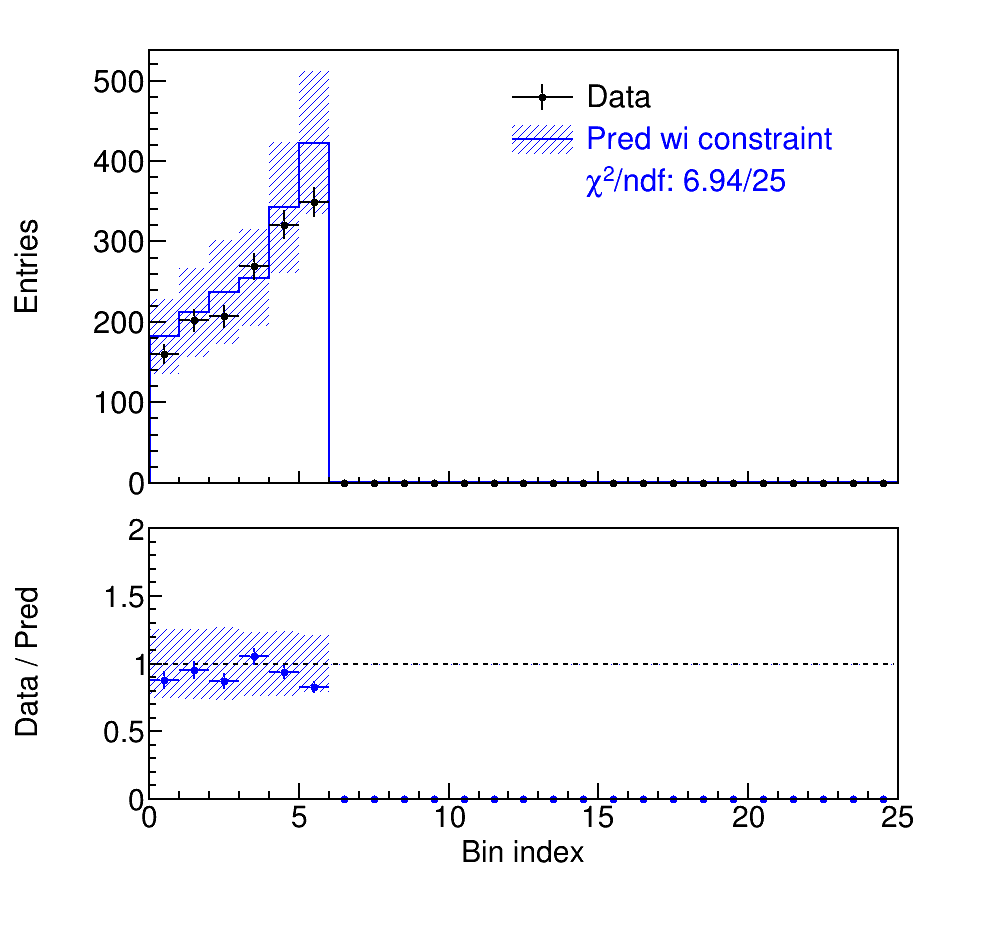 500
400
300
200
100
0
Entries
Data
Pred wi constraint
χ²/ndf: 6.94/25
2
1.5
1
0.5
0
Data / Pred
0 5 10 15 20 25
Bin index